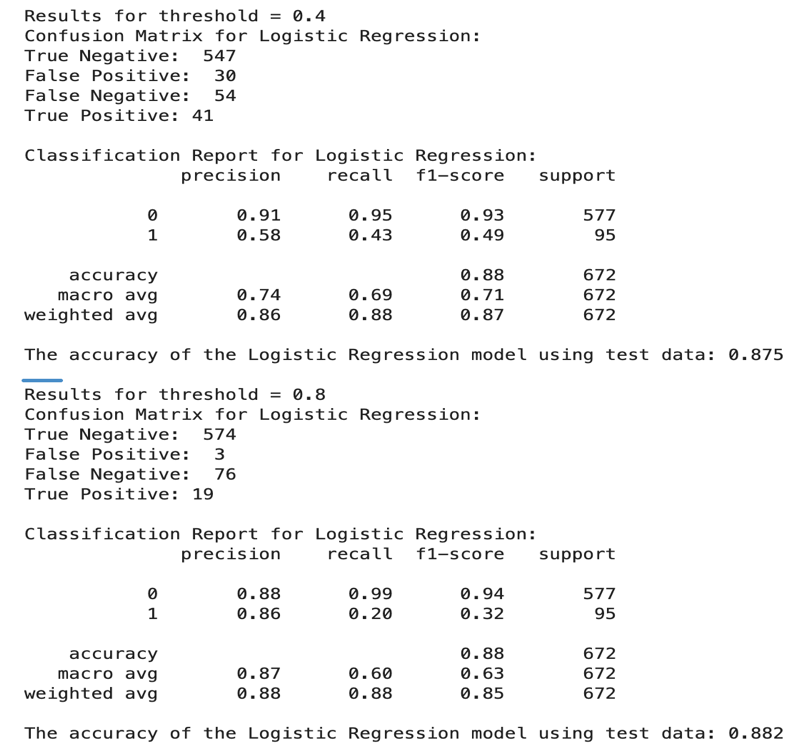 Results for threshold = 0.4
Confusion Matrix for Logistic Regression:
True Negative:  547
False Positive:  30
False Negative:  54
True Positive: 41
Classification Report for Logistic Regression:
precision    recall  f1-score   support
0       0.91      0.95      0.93       577
1       0.58      0.43      0.49        95
accuracy                           0.88       672
macro avg       0.74      0.69      0.71       672
weighted avg       0.86      0.88      0.87       672
The accuracy of the Logistic Regression model using test data: 0.875
Results for threshold = 0.8
Confusion Matrix for Logistic Regression:
True Negative:  574
False Positive:  3
False Negative:  76
True Positive: 19
Classification Report for Logistic Regression:
precision    recall  f1-score   support
0       0.88      0.99      0.94       577
1       0.86      0.20      0.32        95
accuracy                           0.88       672
macro avg       0.87      0.60      0.63       672
weighted avg       0.88      0.88      0.85       672
The accuracy of the Logistic Regression model using test data: 0.882